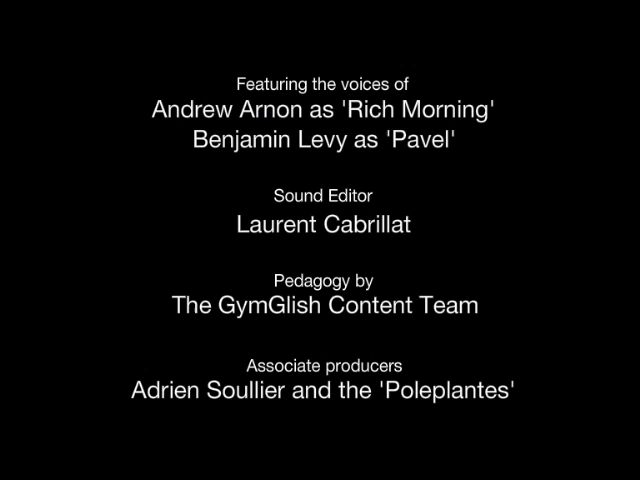 Featuring the voices of
Andrew Arnon as 'Rich Morning'
Benjamin Levy as 'Pavel'
Sound Editor
Laurent Cabrillat
Pedagogy by
The GymGlish Content Team
Associate producers
Adrien Soullier and the 'Poleplantes'